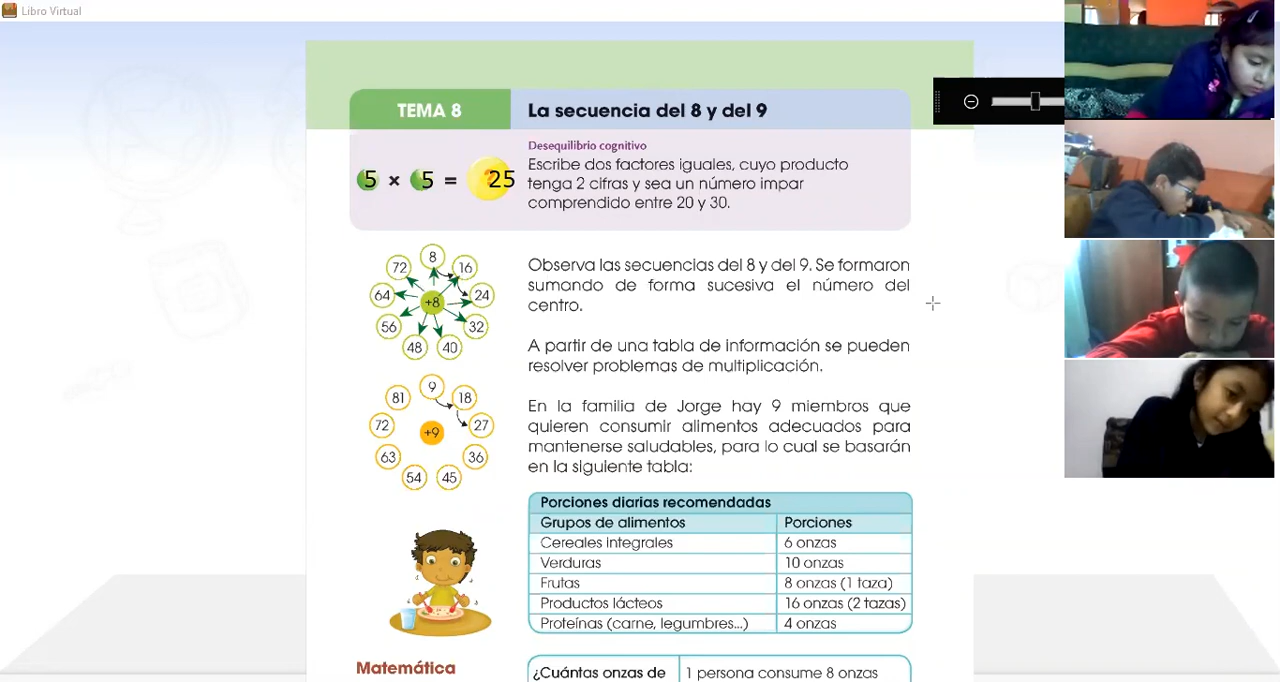 Libro Virtual
TEMA 8
La secuencia del 8 y del 9
Desequilibrio cognitivo
5 × 5 = 25
Escribe dos factores iguales, cuyo producto
tenga 2 cifras y sea un número impar
comprendido entre 20 y 30.
8
16
24
32
40
48
56
64
72
+8
Observa las secuencias del 8 y del 9. Se formaron
sumando de forma sucesiva el número del
centro.
A partir de una tabla de información se pueden
resolver problemas de multiplicación.
9
18
27
36
45
54
63
72
81
+9
En la familia de Jorge hay 9 miembros que
quieren consumir alimentos adecuados para
mantenerse saludables, para lo cual se basarán
en la siguiente tabla:
Porciones diarias recomendadas
Grupos de alimentos Porciones
Cereales integrales 6 onzas
Verduras 10 onzas
Frutas 8 onzas (1 taza)
Productos lácteos 16 onzas (2 tazas)
Proteínas (carne, legumbres...) 4 onzas
Matemática
¿Cuántas onzas de 1 persona consume 8 onzas